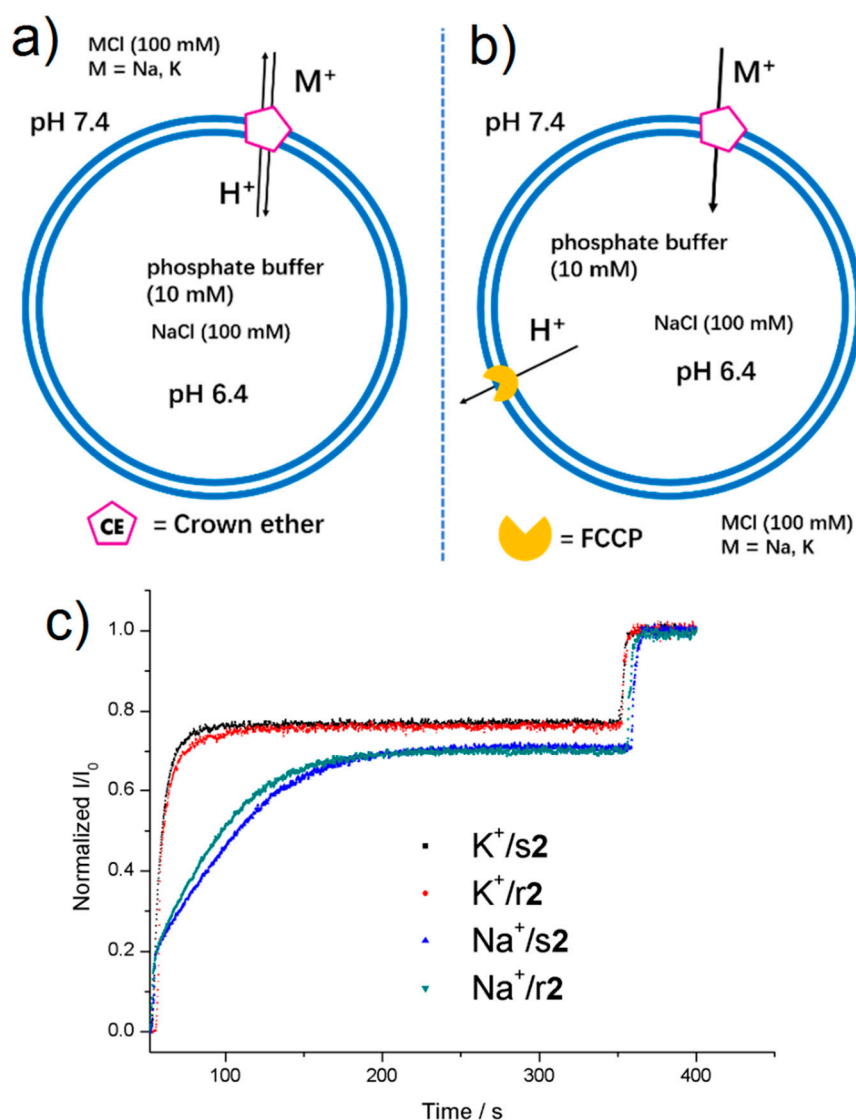 a)
MCl (100 mM)
M = Na, K
M⁺
pH 7.4
H⁺
phosphate buffer
(10 mM)
NaCl (100 mM)
pH 6.4
CE = Crown ether
b)
M⁺
pH 7.4
phosphate buffer
(10 mM)
H⁺
NaCl (100 mM)
pH 6.4
= FCCP
MCl (100 mM)
M = Na, K
c)
Normalized I/I₀
1.0
0.8
0.6
0.4
0.2
0.0
K⁺/s2
K⁺/r2
Na⁺/s2
Na⁺/r2
100
200
300
400
Time / s